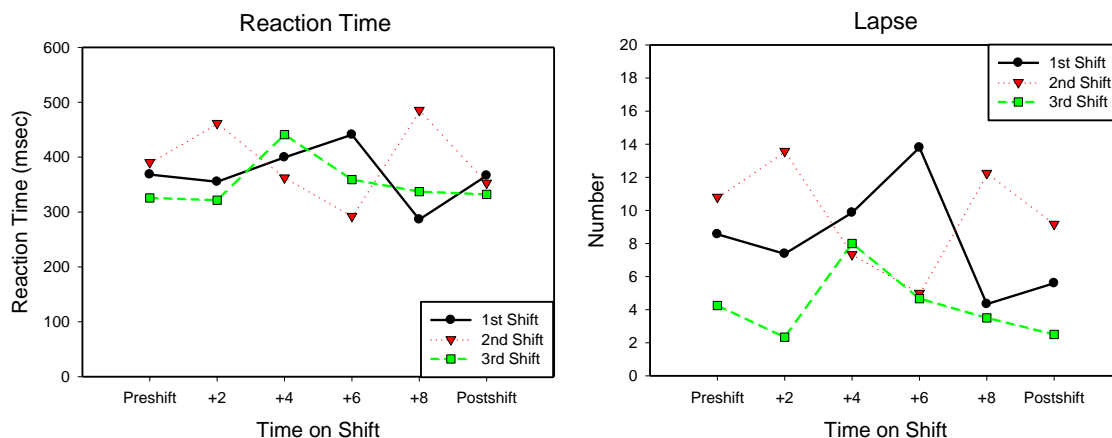 Reaction Time
Reaction Time (msec)
600
500
400
300
200
100
0
Preshift +2 +4 +6 +8 Postshift
Time on Shift
1st Shift
2nd Shift
3rd Shift
Lapse
Number
20
18
16
14
12
10
8
6
4
2
0
Preshift +2 +4 +6 +8 Postshift
Time on Shift
1st Shift
2nd Shift
3rd Shift